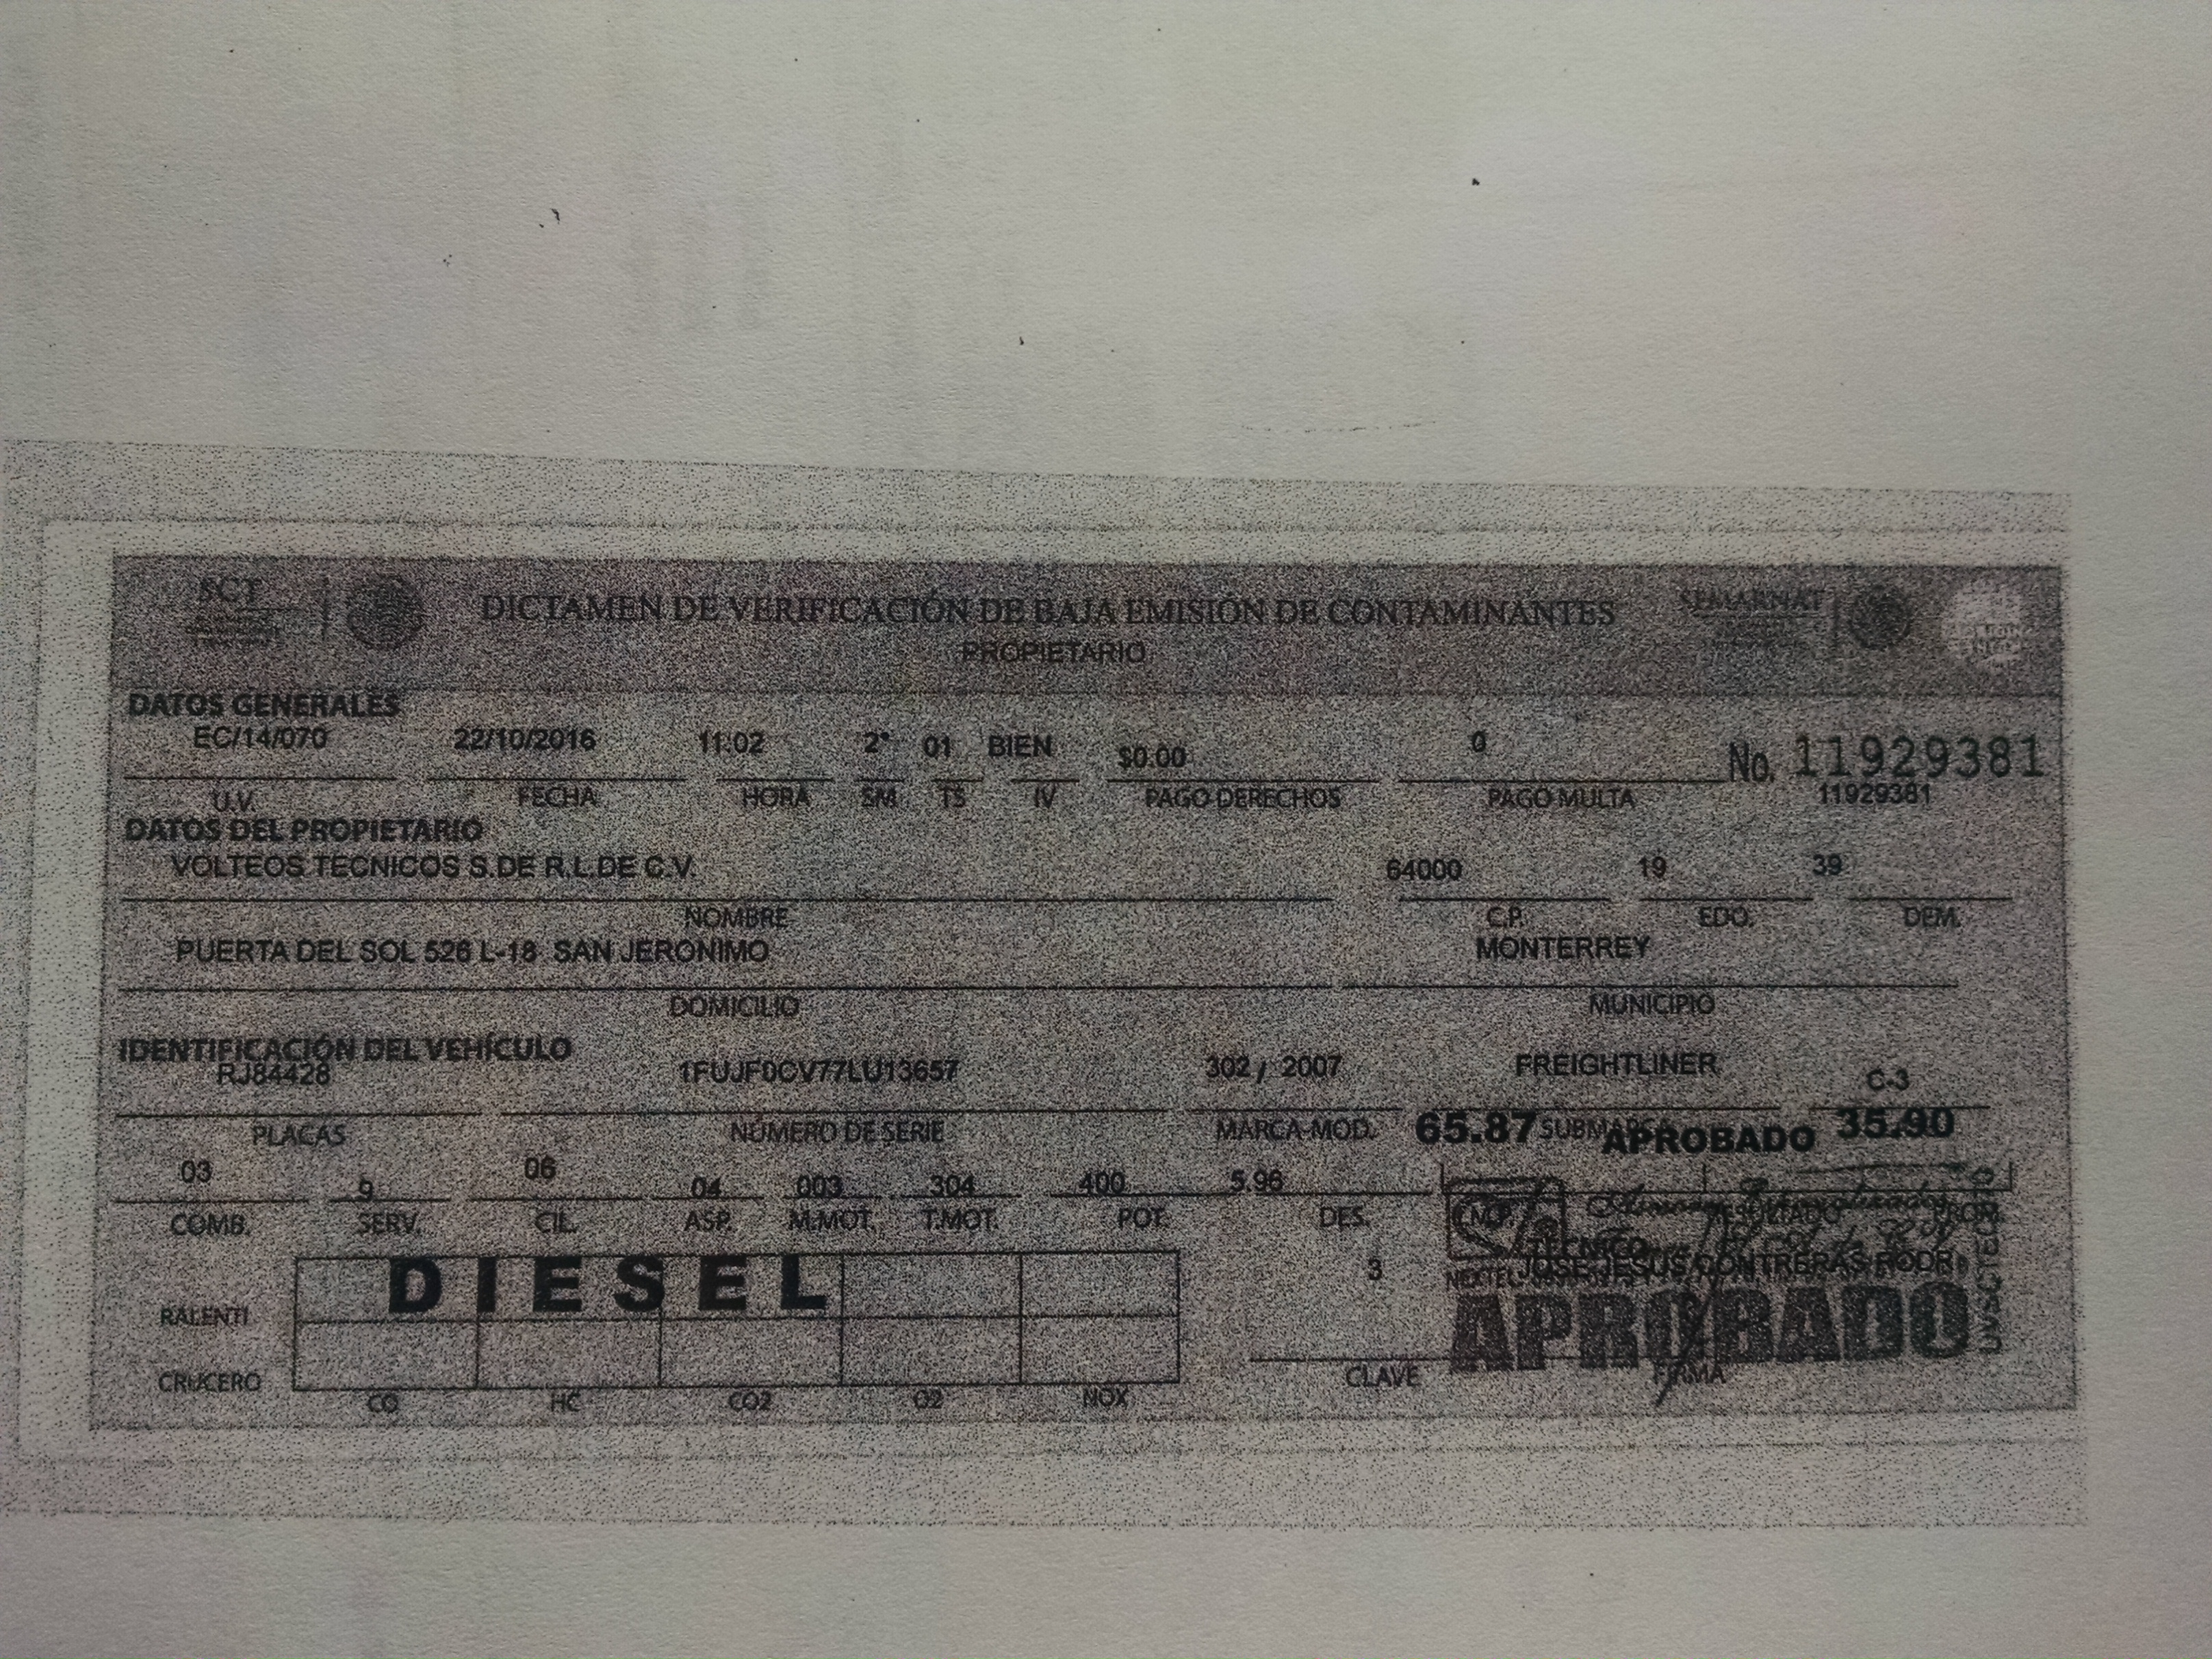 SCT DICTAMEN DE VERIFICACIÓN DE BAJA EMISIÓN DE CONTAMINANTES SEMARNAT
PROPIETARIO
DATOS GENERALES
EC/14/070 22/10/2016 11:02 2° 01 BIEN $0.00 0 No. 11929381
U.V. FECHA HORA SM TS IV PAGO DERECHOS PAGO MULTA 11929381
DATOS DEL PROPIETARIO
VOLTEOS TECNICOS S.DE R.L.DE C.V. 64000 19 39
NOMBRE C.P. EDO. DEM.
PUERTA DEL SOL 526 L-18 SAN JERONIMO MONTERREY
DOMICILIO MUNICIPIO
IDENTIFICACIÓN DEL VEHÍCULO
RJ84428 1FUJF0CV77LU13657 302 / 2007 FREIGHTLINER C-3
PLACAS NÚMERO DE SERIE MARCA-MOD. 65.87 SUBMARCA APROBADO 35.90
03 9 06 04 003 304 400 5.96
COMB. SERV. CIL. ASP. M.MOT. T.MOT. POT. DES. RESULTADO
TECNICO
DIESEL 3 JOSE JESUS CONTRERAS RODRI
RALENTI APROBADO
CRUCERO CLAVE FIRMA
CO HC CO2 O2 NOX